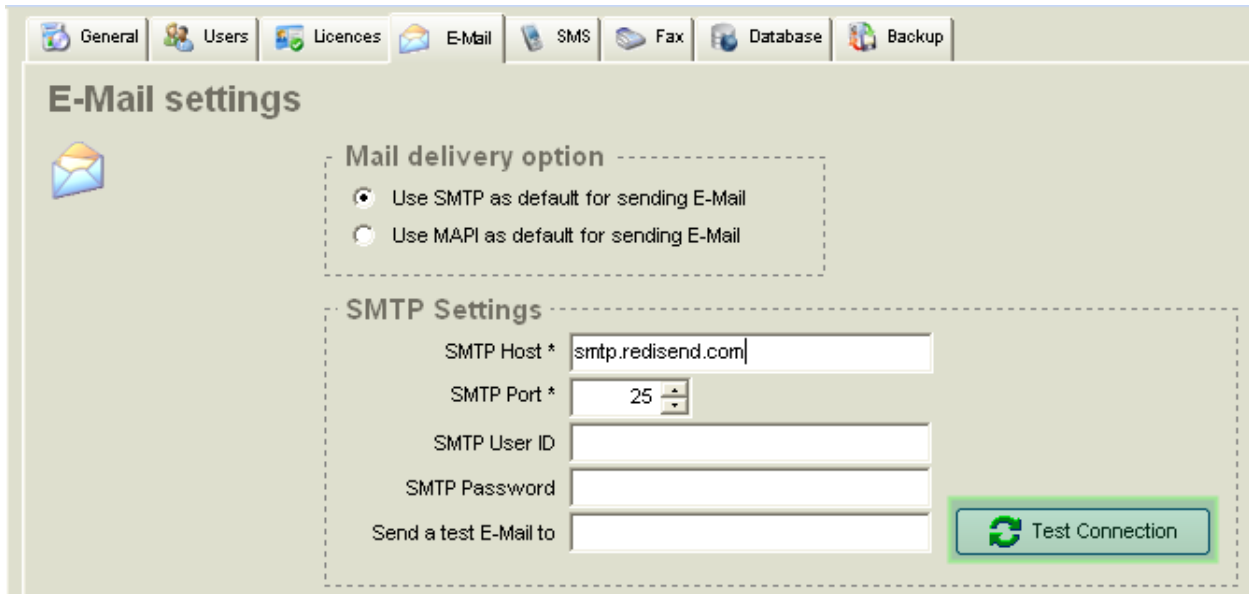 General Users Licences E-Mail SMS Fax Database Backup
E-Mail settings
Mail delivery option
Use SMTP as default for sending E-Mail
Use MAPI as default for sending E-Mail
SMTP Settings
SMTP Host * smtp.redisend.com
SMTP Port * 25
SMTP User ID
SMTP Password
Send a test E-Mail to Test Connection